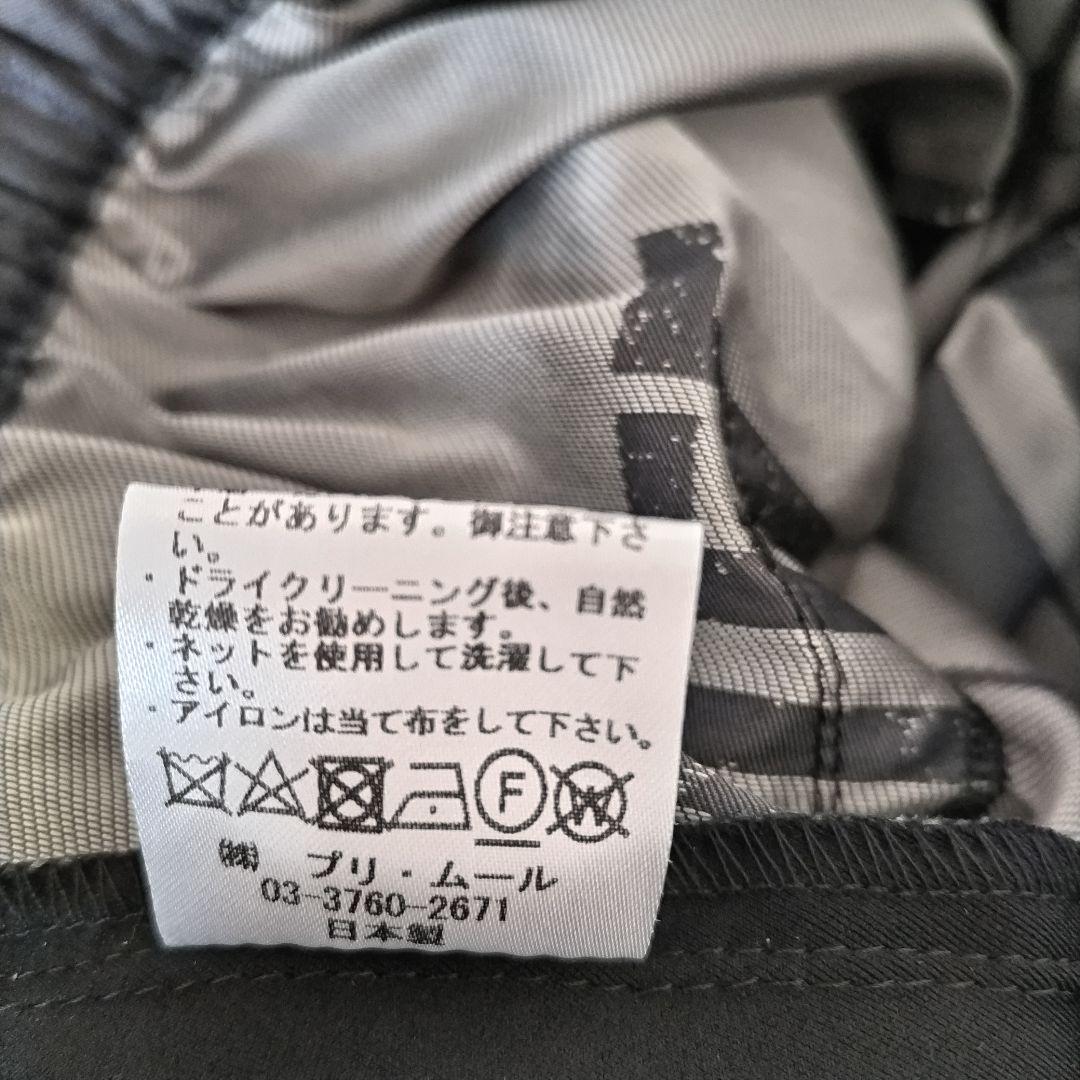 ことがあります。御注意下さ
い。
・ドライクリーニング後、自然
乾燥をお勧めします。
・ネットを使用して洗濯して下
さい。
・アイロンは当て布をして下さい。
F W
㈱ プリ・ムール
03-3760-2671
日本製